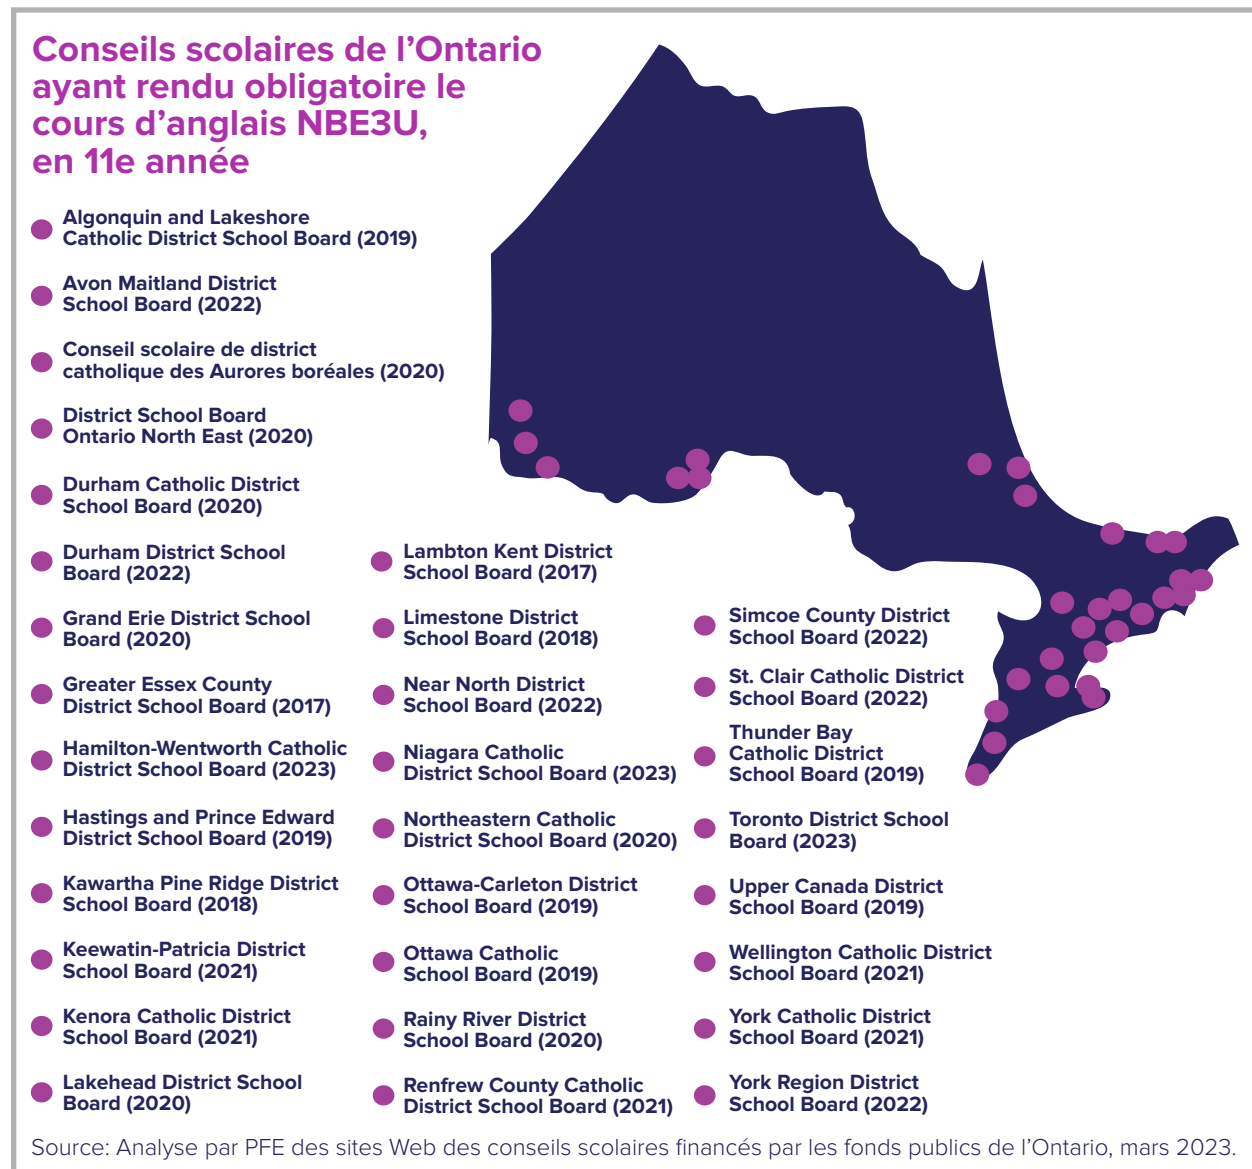 Conseils scolaires de l’Ontario
ayant rendu obligatoire le
cours d’anglais NBE3U,
en 11e année
Algonquin and Lakeshore
Catholic District School Board (2019)
Avon Maitland District
School Board (2022)
Conseil scolaire de district
catholique des Aurores boréales (2020)
District School Board
Ontario North East (2020)
Durham Catholic District
School Board (2020)
Durham District School
Board (2022)
Grand Erie District School
Board (2020)
Greater Essex County
District School Board (2017)
Hamilton-Wentworth Catholic
District School Board (2023)
Hastings and Prince Edward
District School Board (2019)
Kawartha Pine Ridge District
School Board (2018)
Keewatin-Patricia District
School Board (2021)
Kenora Catholic District
School Board (2021)
Lakehead District School
Board (2020)
Lambton Kent District
School Board (2017)
Limestone District
School Board (2018)
Near North District
School Board (2022)
Niagara Catholic
District School Board (2023)
Northeastern Catholic
District School Board (2020)
Ottawa-Carleton District
School Board (2019)
Ottawa Catholic
School Board (2019)
Rainy River District
School Board (2020)
Renfrew County Catholic
District School Board (2021)
Simcoe County District
School Board (2022)
St. Clair Catholic District
School Board (2022)
Thunder Bay
Catholic District
School Board (2019)
Toronto District School
Board (2023)
Upper Canada District
School Board (2019)
Wellington Catholic District
School Board (2021)
York Catholic District
School Board (2021)
York Region District
School Board (2022)
Source: Analyse par PFE des sites Web des conseils scolaires financés par les fonds publics de l’Ontario, mars 2023.